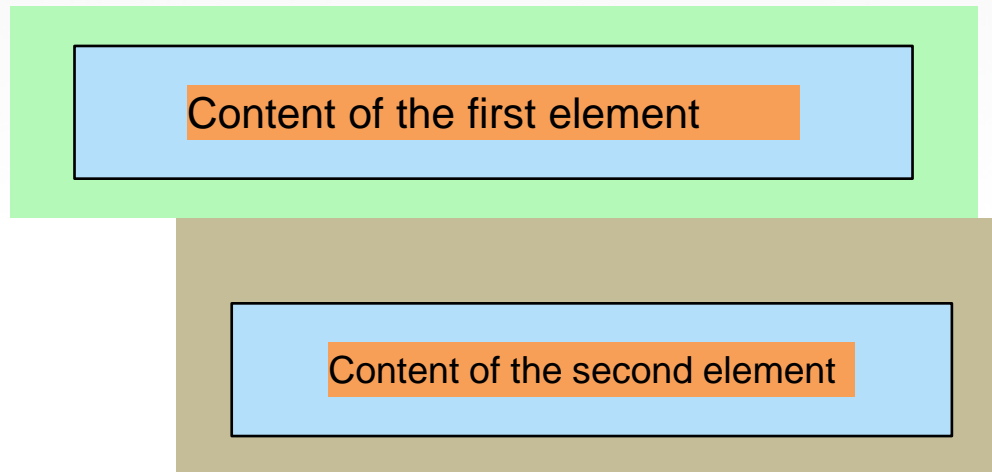 Content of the first element
Content of the second element